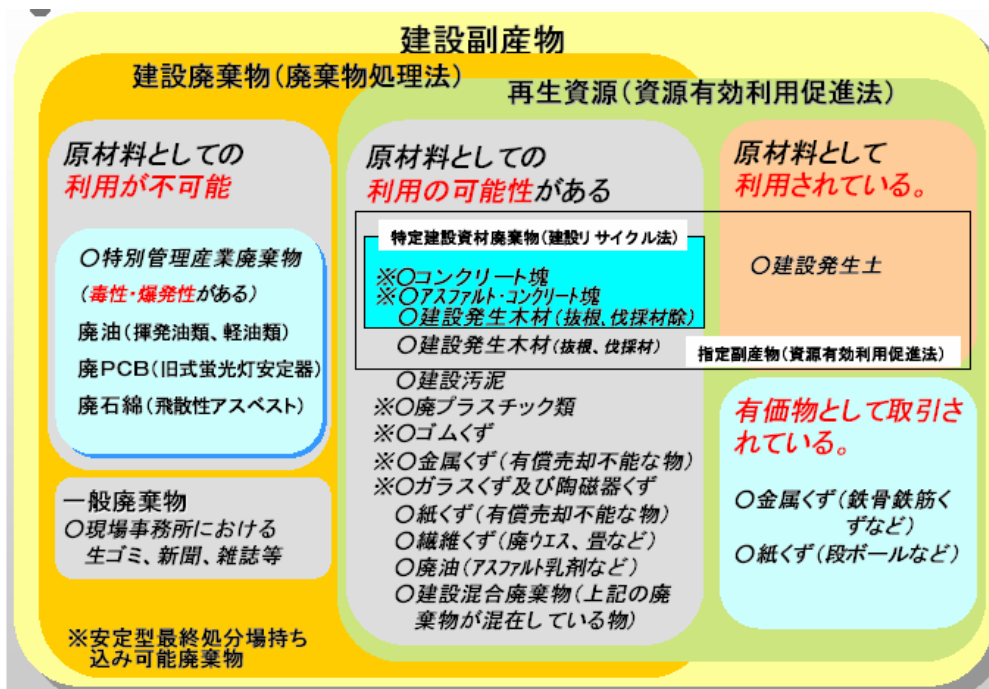 建設副産物
建設廃棄物(廃棄物処理法)
再生資源(資源有効利用促進法)
原材料としての
利用が不可能
〇特別管理産業廃棄物
(毒性・爆発性がある)
廃油(揮発油類、軽油類)
廃PCB(旧式蛍光灯安定器)
廃石綿(飛散性アスベスト)
一般廃棄物
〇現場事務所における
生ゴミ、新聞、雑誌等
※安定型最終処分場持ち
込み可能廃棄物
原材料としての
利用の可能性がある
特定建設資材廃棄物(建設リサイクル法)
※〇コンクリート塊
※〇アスファルト・コンクリート塊
〇建設発生木材(抜根、伐採材除)
〇建設発生木材(抜根、伐採材)
〇建設汚泥
※〇廃プラスチック類
※〇ゴムくず
※〇金属くず(有償売却不能な物)
※〇ガラスくず及び陶磁器くず
〇紙くず(有償売却不能な物)
〇繊維くず(廃ウエス、畳など)
〇廃油(アスファルト乳剤など)
〇建設混合廃棄物(上記の廃
棄物が混在している物)
原材料として
利用されている。
〇建設発生土
指定副産物(資源有効利用促進法)
有価物として取引さ
れている。
〇金属くず(鉄骨鉄筋く
ずなど)
〇紙くず(段ボールなど)